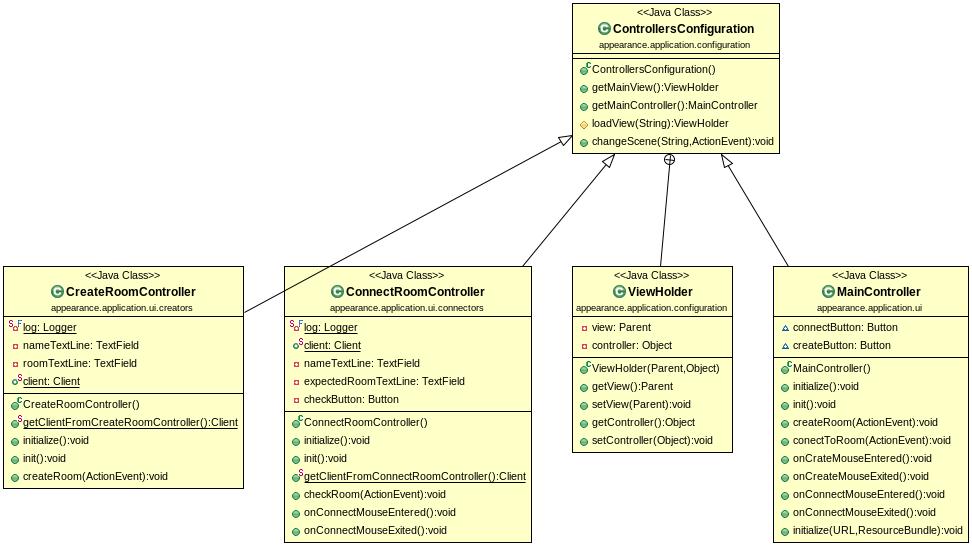 <<Java Class>>
ControllersConfiguration
appearance.application.configuration
ControllersConfiguration()
getMainView():ViewHolder
getMainController():MainController
loadView(String):ViewHolder
changeScene(String,ActionEvent):void
<<Java Class>>
CreateRoomController
appearance.application.ui.creators
log: Logger
nameTextLine: TextField
roomTextLine: TextField
client: Client
CreateRoomController()
getClientFromCreateRoomController():Client
initialize():void
init():void
createRoom(ActionEvent):void
<<Java Class>>
ConnectRoomController
appearance.application.ui.connectors
log: Logger
client: Client
nameTextLine: TextField
expectedRoomTextLine: TextField
checkButton: Button
ConnectRoomController()
initialize():void
init():void
getClientFromConnectRoomController():Client
checkRoom(ActionEvent):void
onConnectMouseEntered():void
onConnectMouseExited():void
<<Java Class>>
ViewHolder
appearance.application.configuration
view: Parent
controller: Object
ViewHolder(Parent,Object)
getView():Parent
setView(Parent):void
getController():Object
setController(Object):void
<<Java Class>>
MainController
appearance.application.ui
connectButton: Button
createButton: Button
MainController()
initialize():void
init():void
createRoom(ActionEvent):void
conectToRoom(ActionEvent):void
onCrateMouseEntered():void
onCreateMouseExited():void
onConnectMouseEntered():void
onConnectMouseExited():void
initialize(URL,ResourceBundle):void